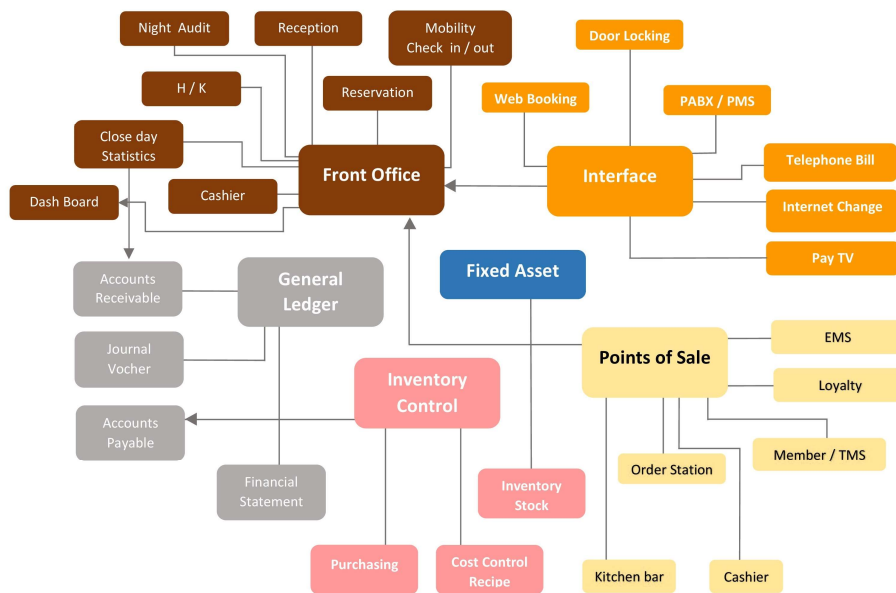 Night Audit
Reception
Mobility
Check in / out
Door Locking
H / K
Reservation
Web Booking
PABX / PMS
Close day
Statistics
Front Office
Interface
Telephone Bill
Dash Board
Cashier
Internet Change
Pay TV
Accounts
Receivable
General
Ledger
Fixed Asset
Journal
Vocher
Points of Sale
EMS
Loyalty
Inventory
Control
Accounts
Payable
Order Station
Member / TMS
Financial
Statement
Inventory
Stock
Purchasing
Cost Control
Recipe
Kitchen bar
Cashier